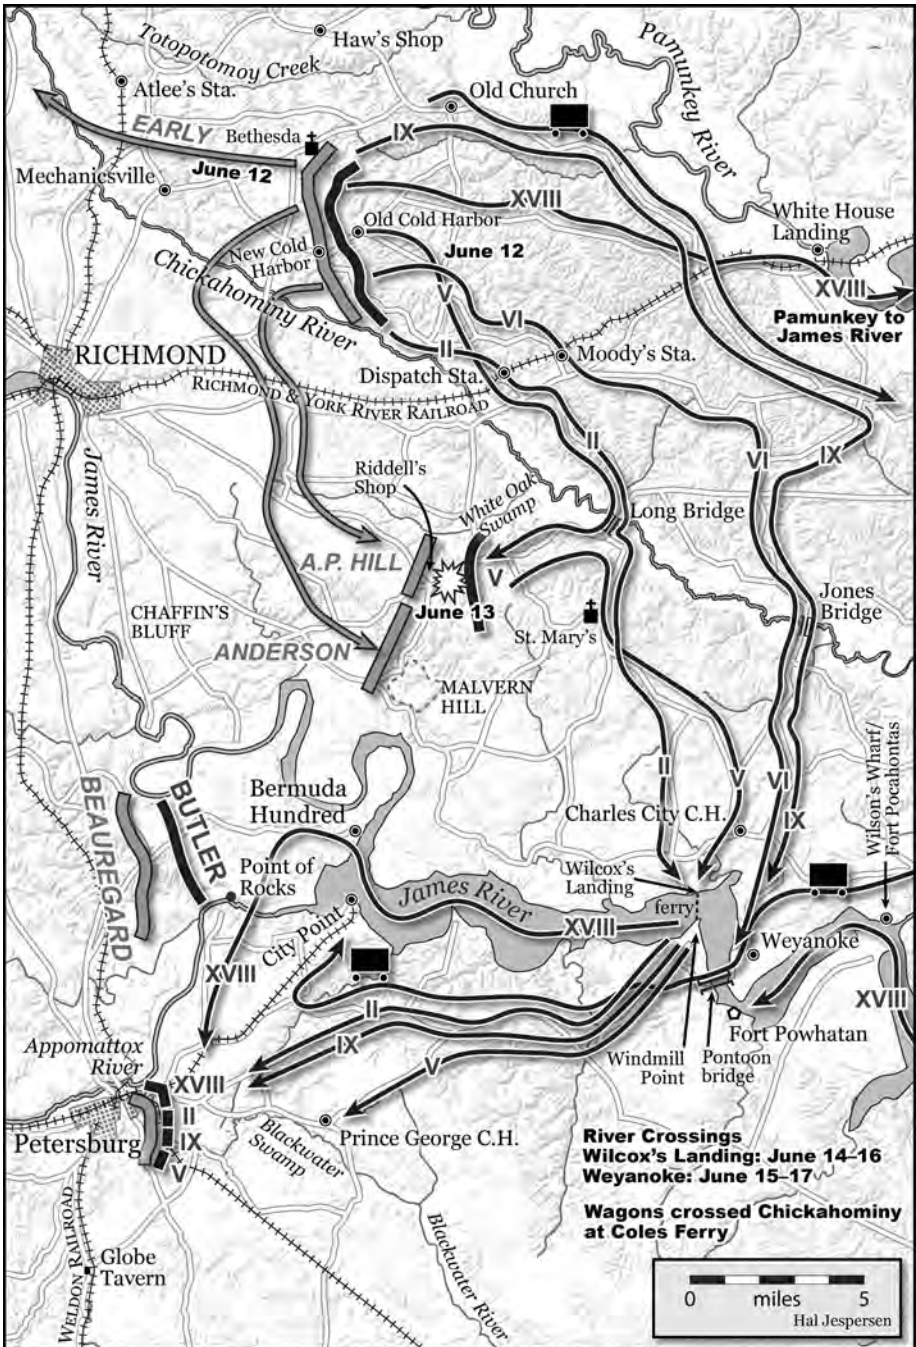 Haw's Shop
Totopotomoy Creek
Pamunkey River
Atlee's Sta.
Old Church
EARLY
Bethesda
IX
June 12
Mechanicsville
XVIII
White House
Landing
Old Cold Harbor
New Cold
Harbor
June 12
Chickahominy River
V
XVIII
VI
Pamunkey to
James River
RICHMOND
II
Moody's Sta.
Dispatch Sta.
RICHMOND & YORK RIVER RAILROAD
II
VI
IX
James River
Riddell's
Shop
White Oak
Swamp
Long Bridge
A.P. HILL
V
Jones
Bridge
June 13
CHAFFIN'S
BLUFF
St. Mary's
ANDERSON
MALVERN
HILL
Wilson's Wharf/
Fort Pocahontas
II
V
VI
BEAUREGARD
BUTLER
Bermuda
Hundred
Charles City C.H.
IX
Point of
Rocks
Wilcox's
Landing
James River
ferry
City Point
XVIII
Weyanoke
XVIII
XVIII
II
Fort Powhatan
IX
Appomattox
River
Windmill
Point
Pontoon
bridge
V
XVIII
II
IX
V
Petersburg
Prince George C.H.
Blackwater
Swamp
River Crossings
Wilcox's Landing: June 14–16
Weyanoke: June 15–17
Wagons crossed Chickahominy
at Coles Ferry
Blackwater River
WELDON RAILROAD
Globe
Tavern
0 miles 5
Hal Jespersen